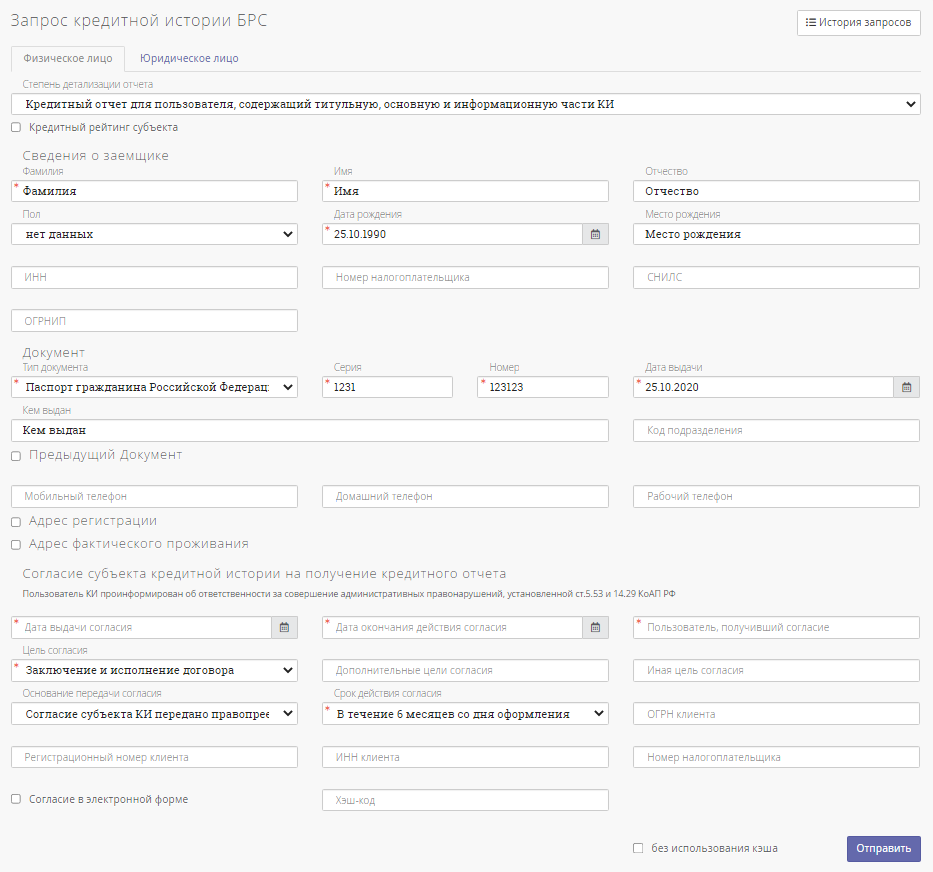 Запрос кредитной истории БРС
История запросов
Физическое лицо Юридическое лицо
Степень детализации отчета
Кредитный отчет для пользователя, содержащий титульную, основную и информационную части КИ
Кредитный рейтинг субъекта
Сведения о заемщике
Фамилия Имя Отчество
* Фамилия * Имя Отчество
Пол Дата рождения Место рождения
нет данных * 25.10.1990 Место рождения
ИНН Номер налогоплательщика СНИЛС
ОГРНИП
Документ
Тип документа Серия Номер Дата выдачи
* Паспорт гражданина Российской Федерац: * 1231 * 123123 * 25.10.2020
Кем выдан
Кем выдан Код подразделения
Предыдущий Документ
Мобильный телефон Домашний телефон Рабочий телефон
Адрес регистрации
Адрес фактического проживания
Согласие субъекта кредитной истории на получение кредитного отчета
Пользователь КИ проинформирован об ответственности за совершение административных правонарушений, установленной ст.5.53 и 14.29 КоАП РФ
* Дата выдачи согласия * Дата окончания действия согласия * Пользователь, получивший согласие
Цель согласия
* Заключение и исполнение договора Дополнительные цели согласия Иная цель согласия
Основание передачи согласия Срок действия согласия
Согласие субъекта КИ передано правопрее * В течение 6 месяцев со дня оформления ОГРН клиента
Регистрационный номер клиента ИНН клиента Номер налогоплательщика
Согласие в электронной форме Хэш-код
без использования кэша Отправить